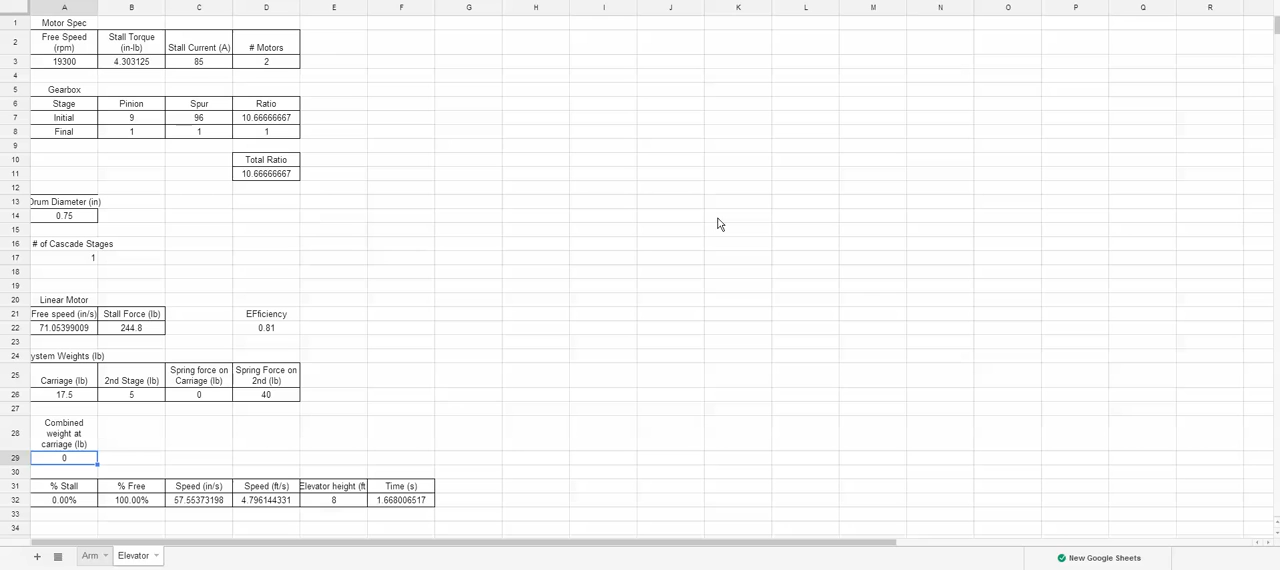 A B C D E F G H I J K L M N O P Q R
1 Motor Spec
2 Free Speed (rpm) Stall Torque (in-lb) Stall Current (A) # Motors
3 19300 4.303125 85 2
4
5 Gearbox
6 Stage Pinion Spur Ratio
7 Initial 9 96 10.66666667
8 Final 1 1 1
9
10 Total Ratio
11 10.66666667
12
13 Drum Diameter (in)
14 0.75
15
16 # of Cascade Stages
17 1
18
19
20 Linear Motor
21 Free speed (in/s) Stall Force (lb) EFficiency
22 71.05399009 244.8 0.81
23
24 ystem Weights (lb)
25 Carriage (lb) 2nd Stage (lb) Spring force on Carriage (lb) Spring Force on 2nd (lb)
26 17.5 5 0 40
27
28 Combined weight at carriage (lb)
29 0
30
31 % Stall % Free Speed (in/s) Speed (ft/s) Elevator height (ft Time (s)
32 0.00% 100.00% 57.55373198 4.796144331 8 1.668006517
33
34
+ Arm Elevator New Google Sheets